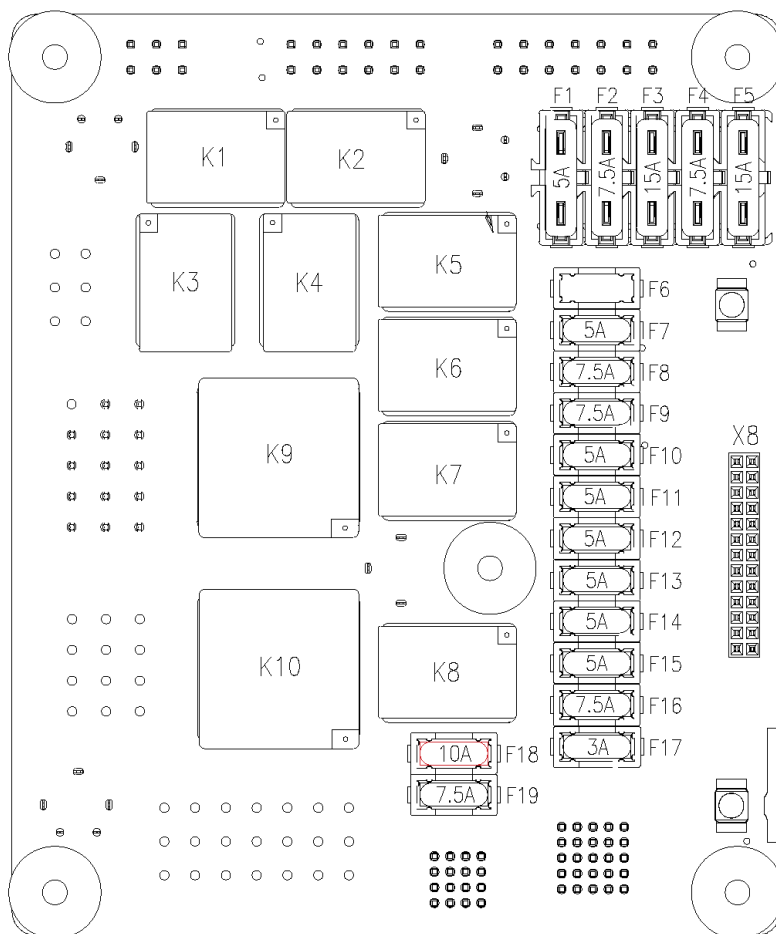 F1 F2 F3 F4 F5
K1 K2
5A 7.5A 15A 7.5A 15A
K3 K4 K5
F6
5A F7
K6 7.5A F8
7.5A F9
X8
K9 K7 5A F10
5A F11
5A F12
5A F13
5A F14
5A F15
K10 K8
7.5A F16
3A F17
10A F18
7.5A F19